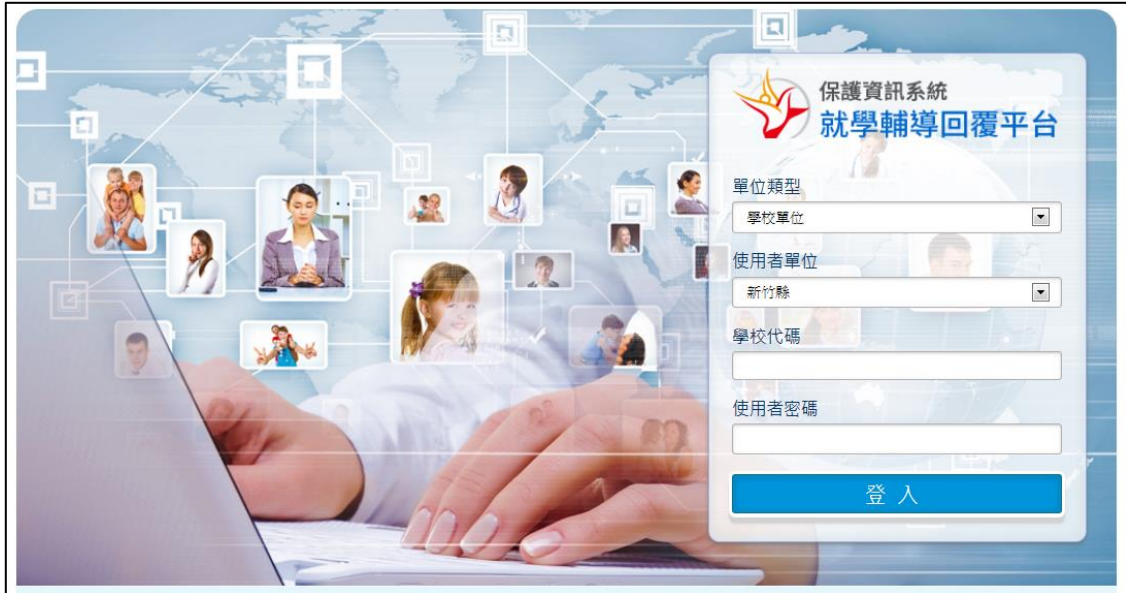 保護資訊系統
就學輔導回覆平台
單位類型
學校單位
使用者單位
新竹縣
學校代碼
使用者密碼
登入